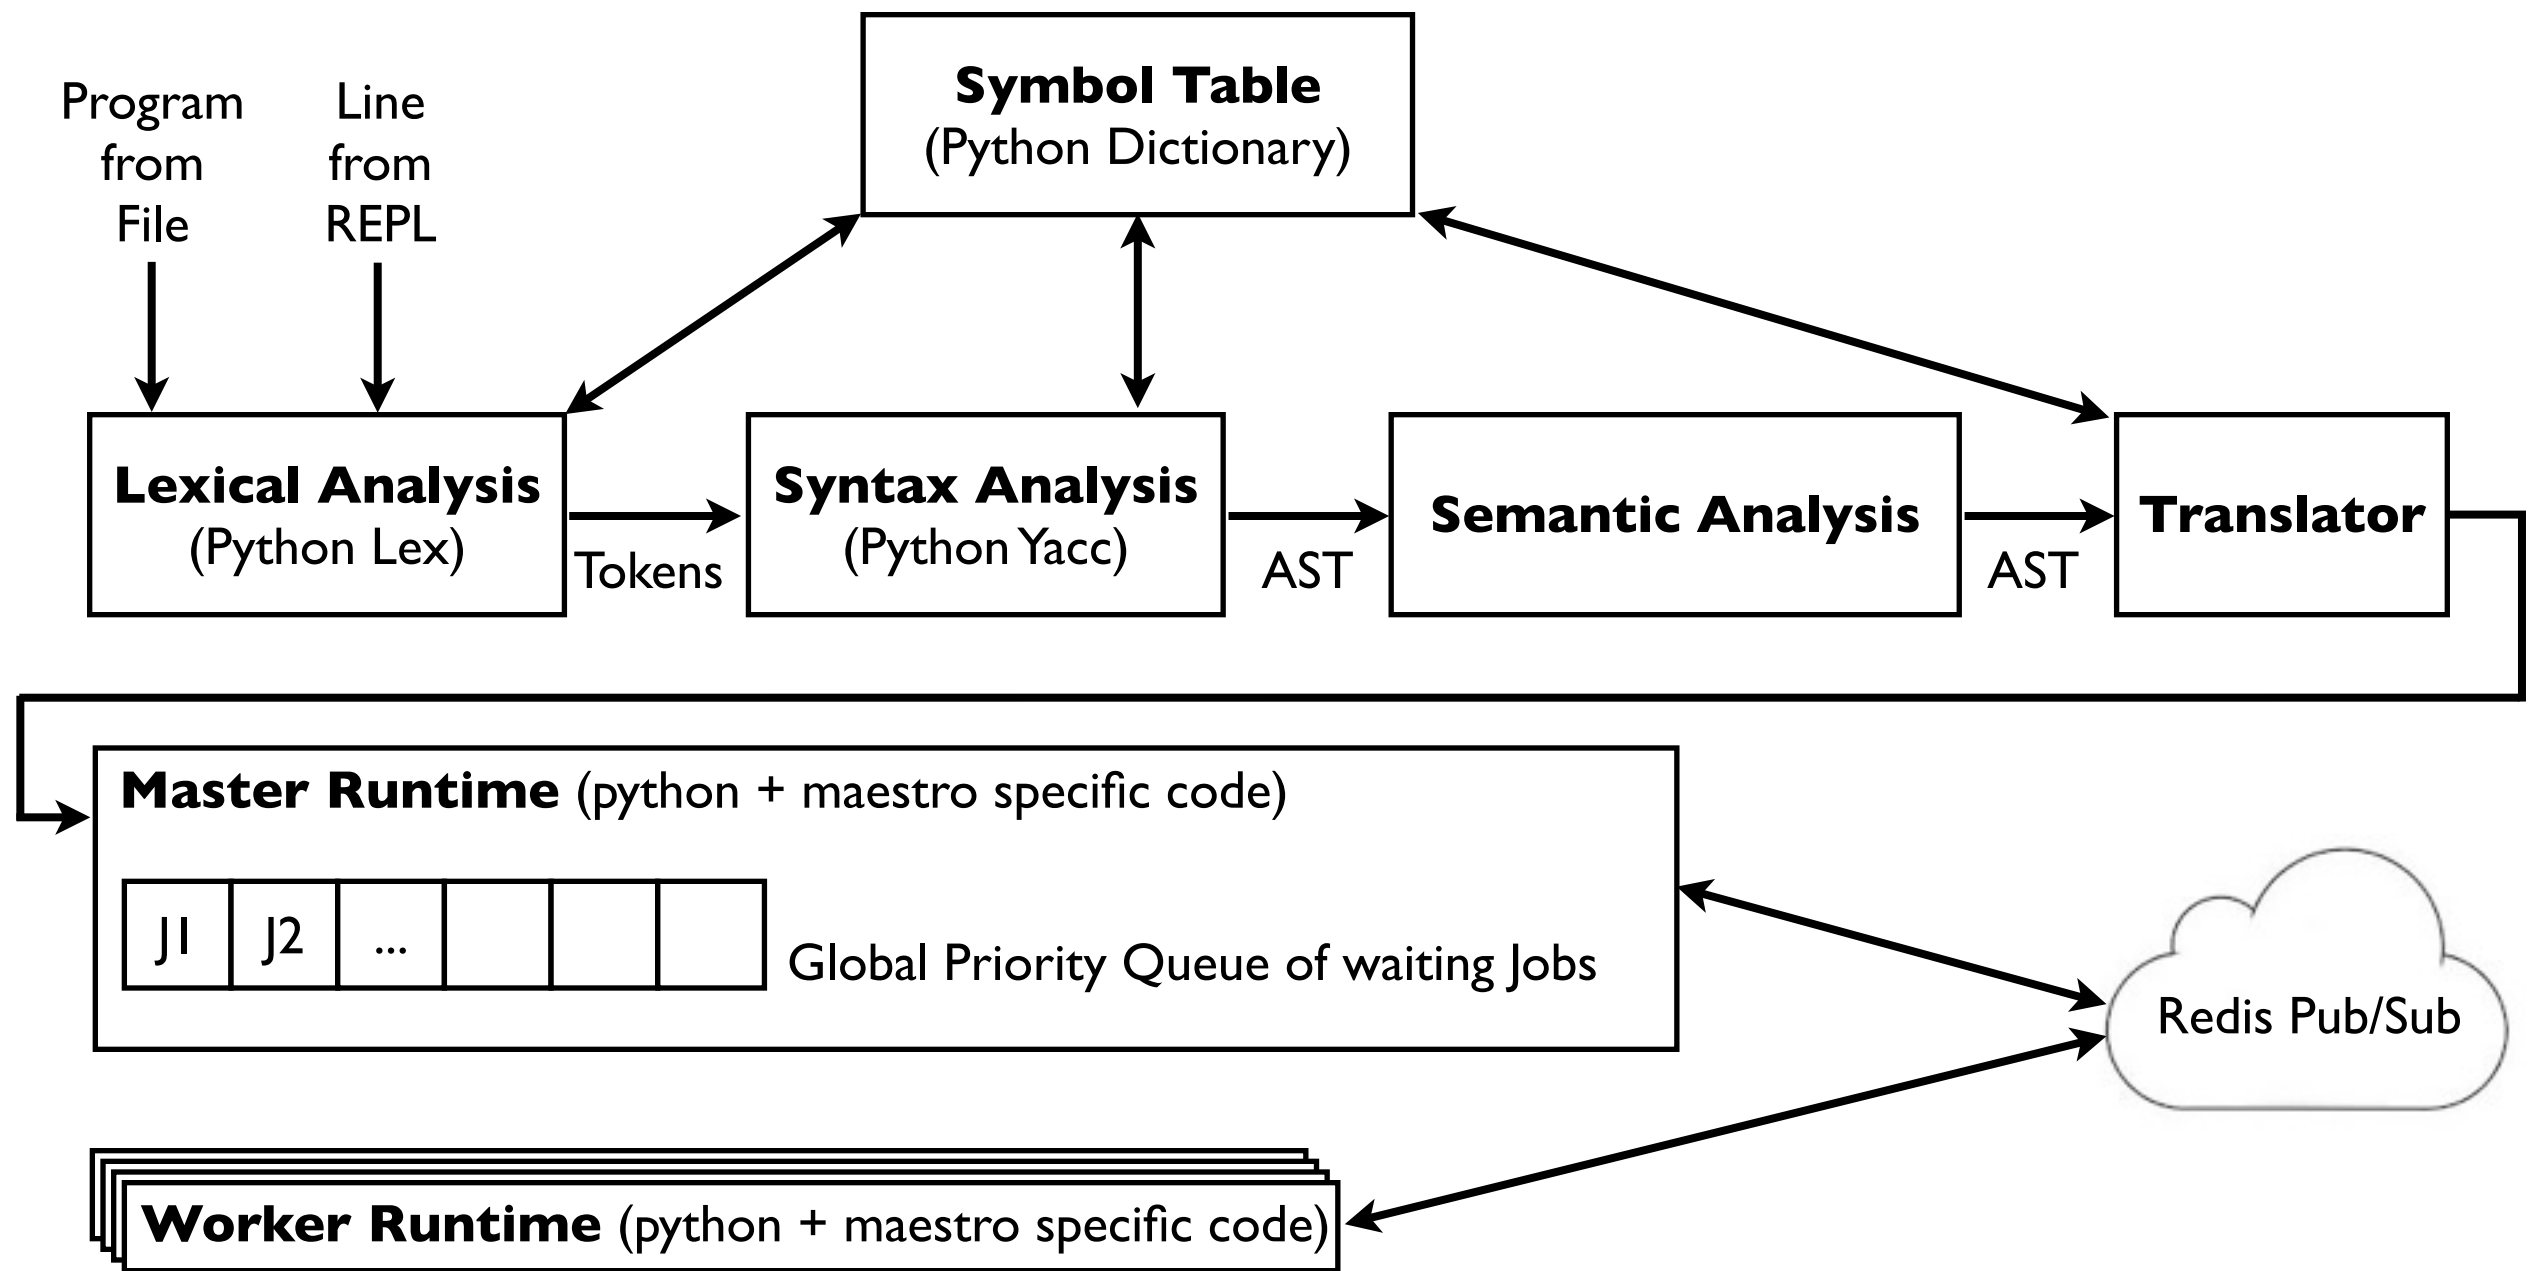 Program
from
File
Line
from
REPL
Symbol Table
(Python Dictionary)
Lexical Analysis
(Python Lex)
Tokens
Syntax Analysis
(Python Yacc)
AST
Semantic Analysis
AST
Translator
Master Runtime (python + maestro specific code)
J1 J2 ...
Global Priority Queue of waiting Jobs
Redis Pub/Sub
Worker Runtime (python + maestro specific code)